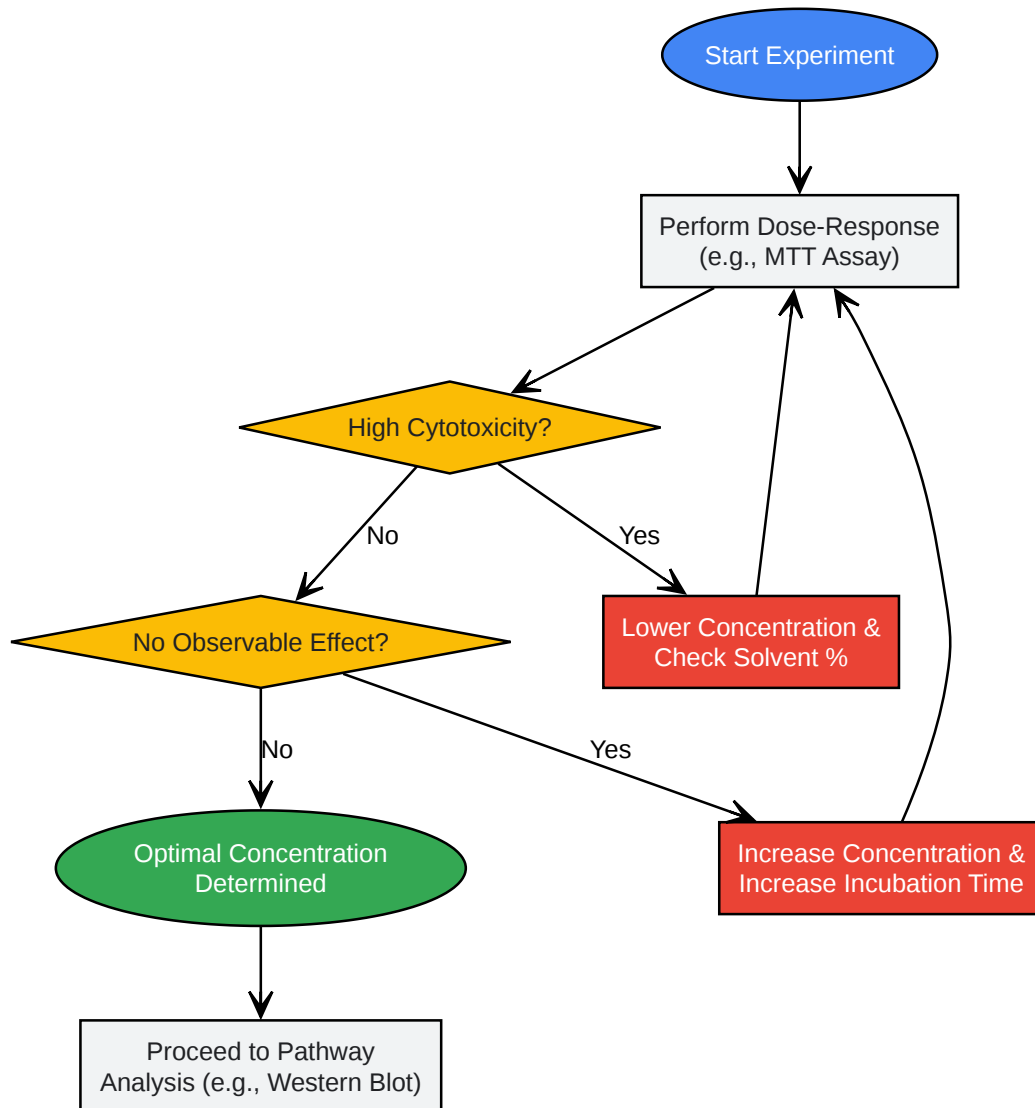 Start Experiment
Perform Dose-Response
(e.g., MTT Assay)
High Cytotoxicity?
No
Yes
Lower Concentration &
Check Solvent %
No Observable Effect?
No
Yes
Optimal Concentration
Determined
Increase Concentration &
Increase Incubation Time
Proceed to Pathway
Analysis (e.g., Western Blot)